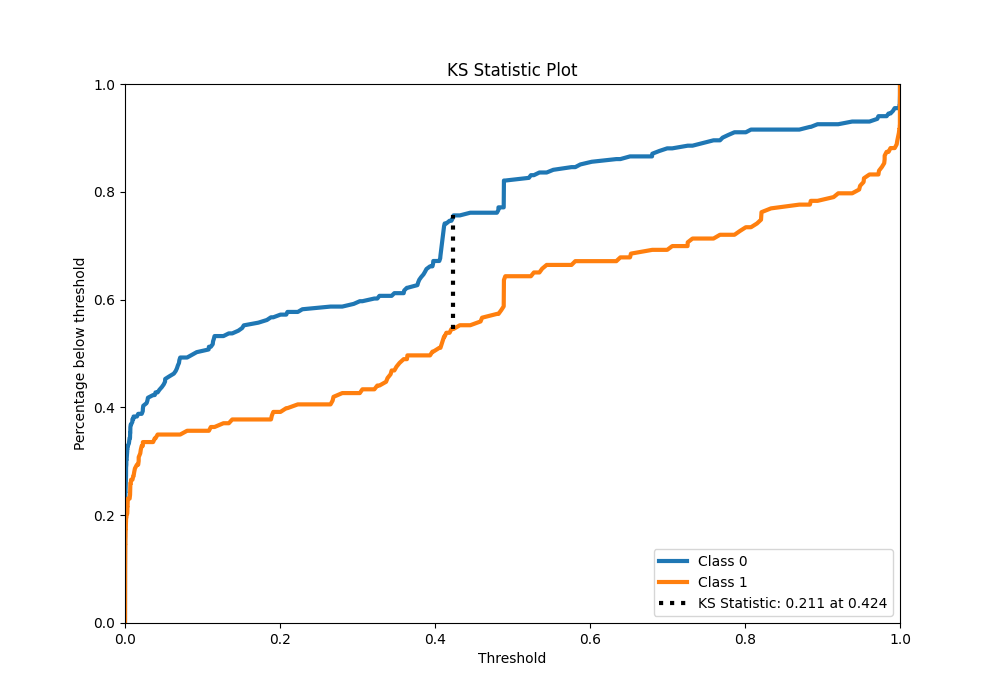 KS Statistic Plot
1.0
0.8
0.6
0.4
0.2
0.0
Percentage below threshold
0.0 0.2 0.4 0.6 0.8 1.0
Threshold
Class 0
Class 1
KS Statistic: 0.211 at 0.424